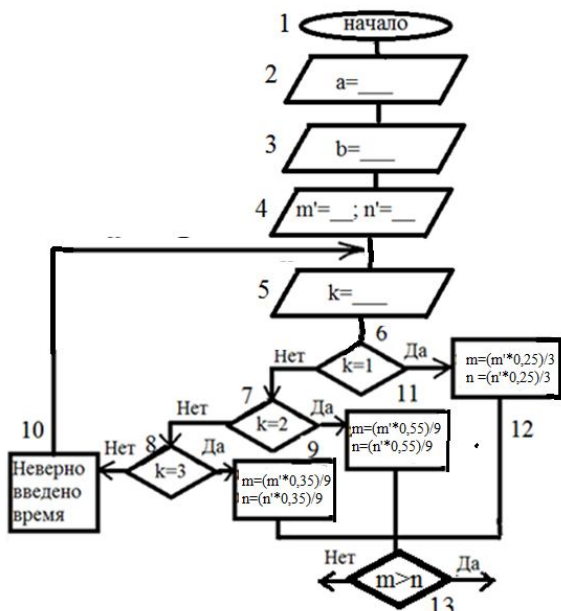 1 начало
2 a=___
3 b=___
4 m'=__; n'=__
5 k=___
6
Нет k=1 Да
m=(m'*0,25)/3
n =(n'*0,25)/3
12
7
Нет k=2 Да
11
m=(m'*0,55)/9
n=(n'*0,55)/9
8
Нет k=3 Да
9
m=(m'*0,35)/9
n=(n'*0,35)/9
10
Неверно
введено
время
Нет m>n Да
13